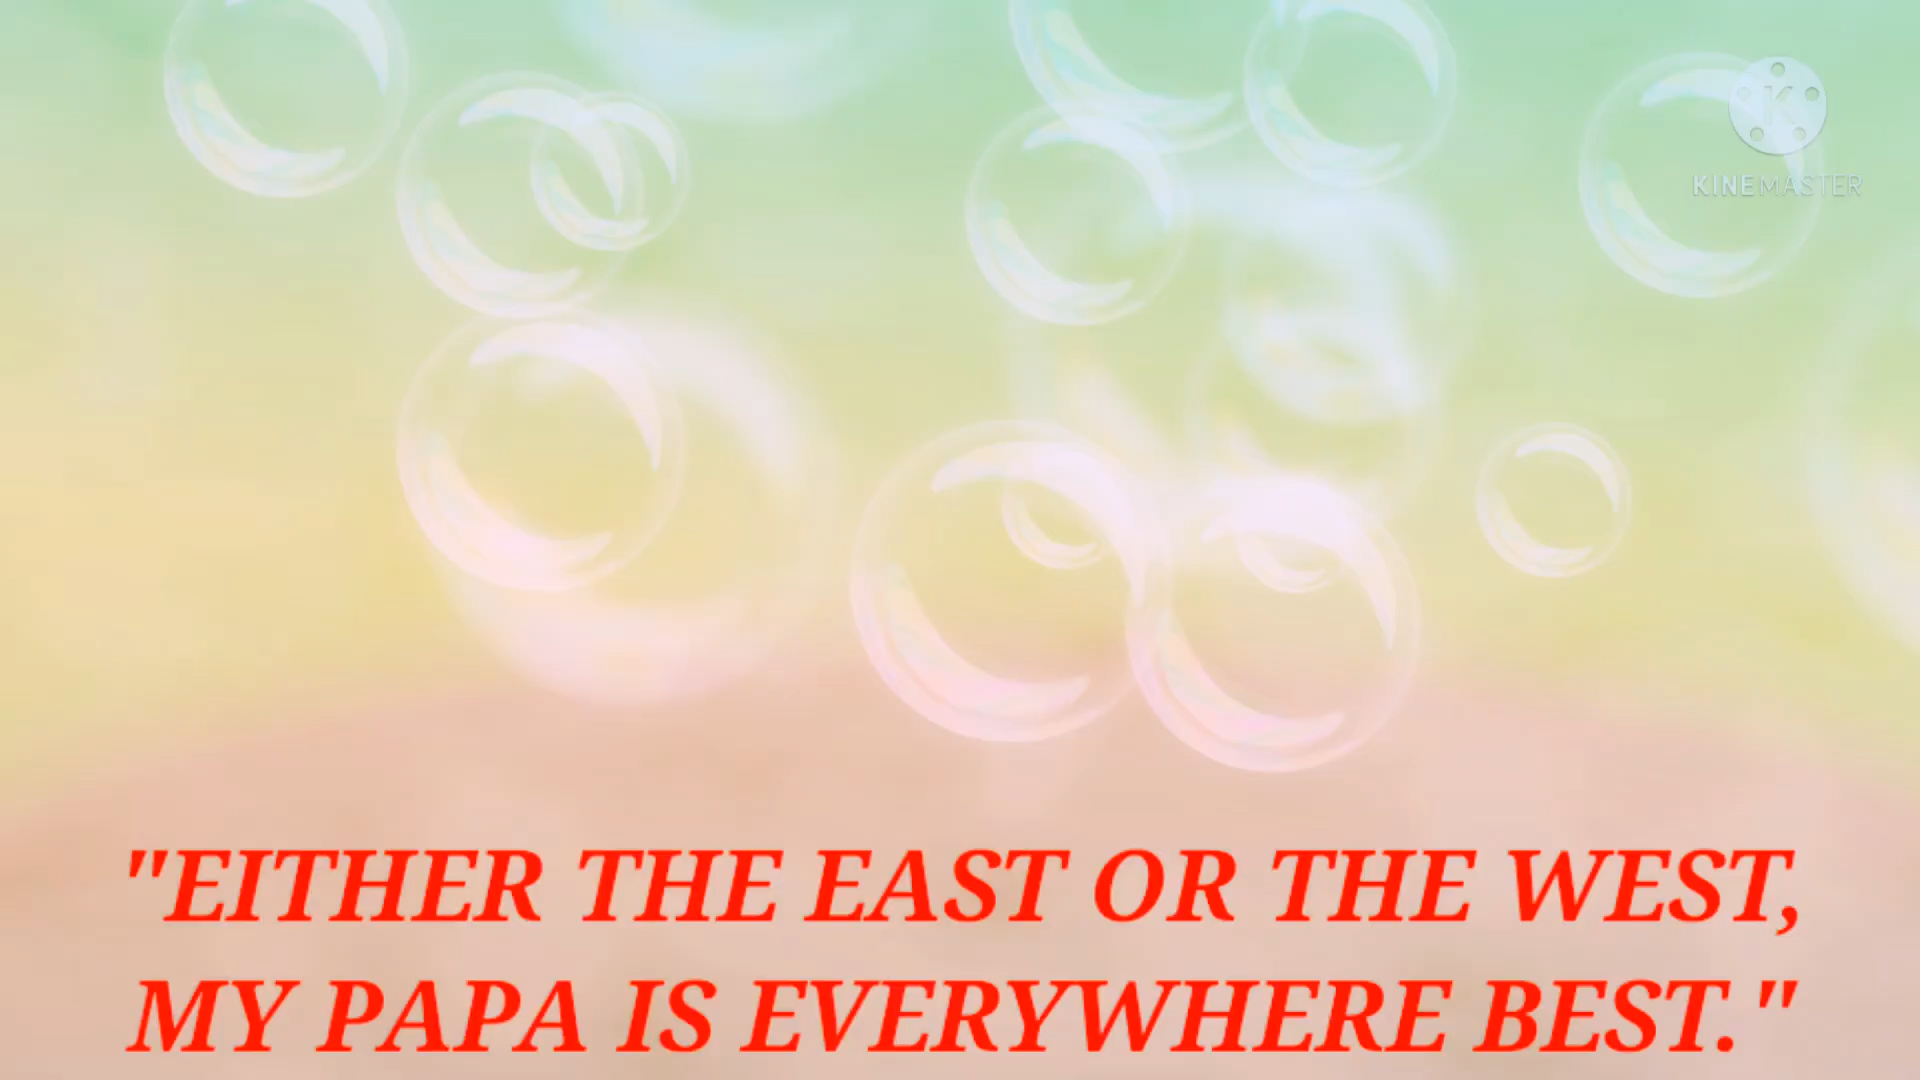 KINEMASTER
"EITHER THE EAST OR THE WEST,
MY PAPA IS EVERYWHERE BEST."